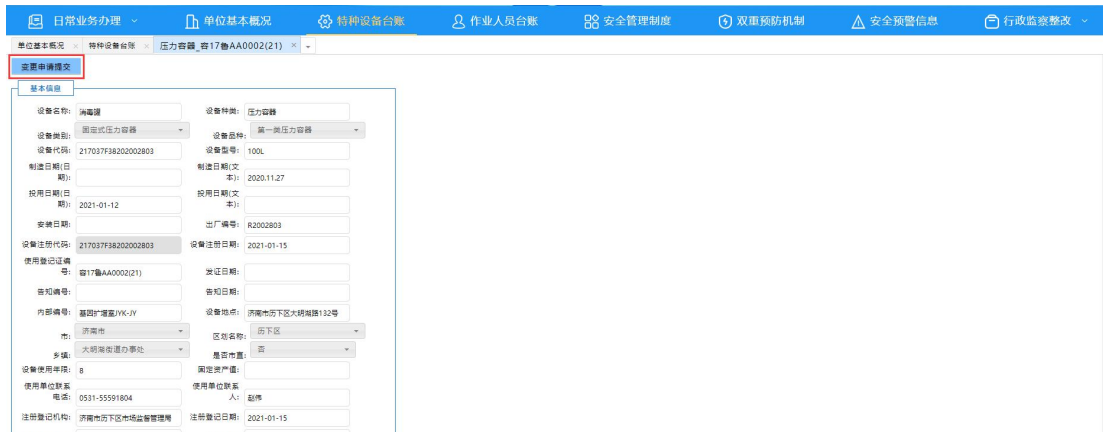 日常业务办理 单位基本概况 特种设备台账 作业人员台账 安全管理制度 双重预防机制 安全预警信息 行政监察整改
单位基本概况 × 特种设备台账 × 压力容器_容17鲁AA0002(21) ×
变更申请提交
基本信息
设备名称: 消毒罐 设备种类: 压力容器
设备类别: 固定式压力容器 设备品种: 第一类压力容器
设备代码: 217037F38202002803 设备型号: 100L
制造日期(日 制造日期(文
期): 本): 2020.11.27
投用日期(日 投用日期(文
期): 2021-01-12 本):
安装日期: 出厂编号: R2002803
设备注册代码: 217037F38202002803 设备注册日期: 2021-01-15
使用登记证编
号: 容17鲁AA0002(21) 发证日期:
告知编号: 告知日期:
内部编号: 基因扩增室JYK-JY 设备地点: 济南市历下区大明湖路132号
市: 济南市 区划名称: 历下区
乡镇: 大明湖街道办事处 是否市直: 否
设备使用年限: 8 固定资产值:
使用单位联系 使用单位联系
电话: 0531-55591804 人: 赵伟
注册登记机构: 济南市历下区市场监督管理局 注册登记日期: 2021-01-15